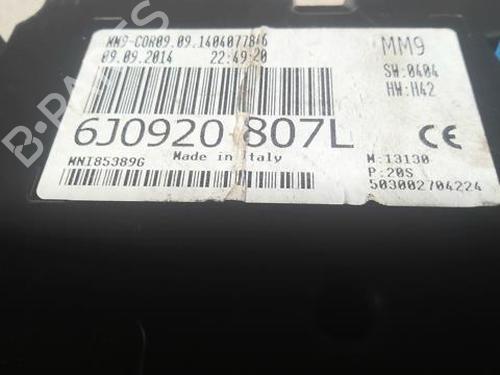 MM9-COR09.09.1404077846
09.09.2014 22:49:20
MM9
SW:0404
HW:H42
6J0920 807L
Made in Italy
CE
MNI85389G
M:13130
P:20S
503002704224
B-PARTS